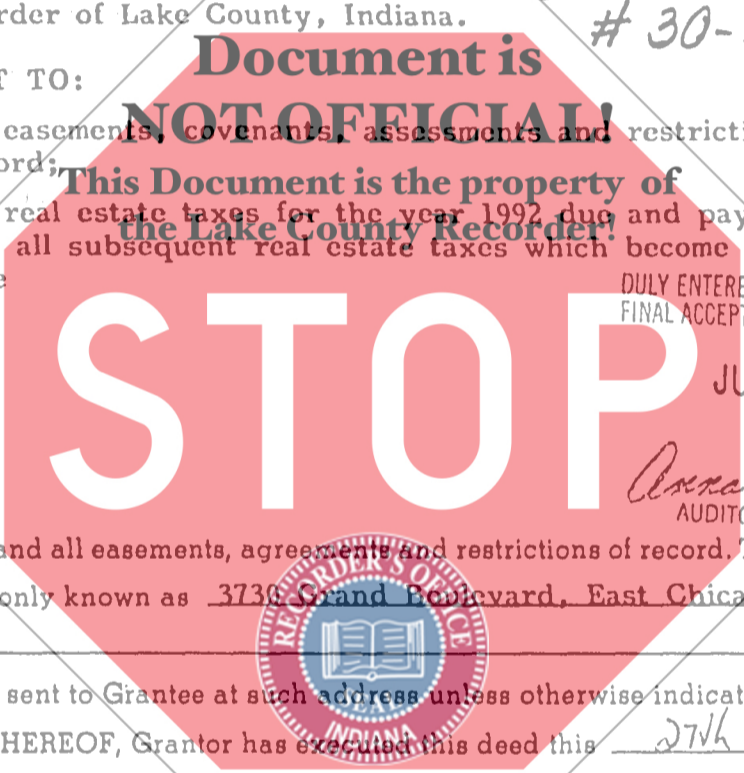 rder of Lake County, Indiana.
# 30-
Document is
T TO:
NOT OFFICIAL!
easements, covenants, assessments and restricti
ord;
This Document is the property of
real estate taxes for the year 1992 due and pay
the Lake County Recorder!
all subsequent real estate taxes which become
e
DULY ENTERE
FINAL ACCEPT
STOP
JU
Anna
AUDITO
and all easements, agreements and restrictions of record. T
only known as 3730 Grand Boulevard, East Chica
RECORDER'S OFFICE
SEAL
INDIANA
sent to Grantee at such address unless otherwise indicat
HEREOF, Grantor has executed this deed this 27th